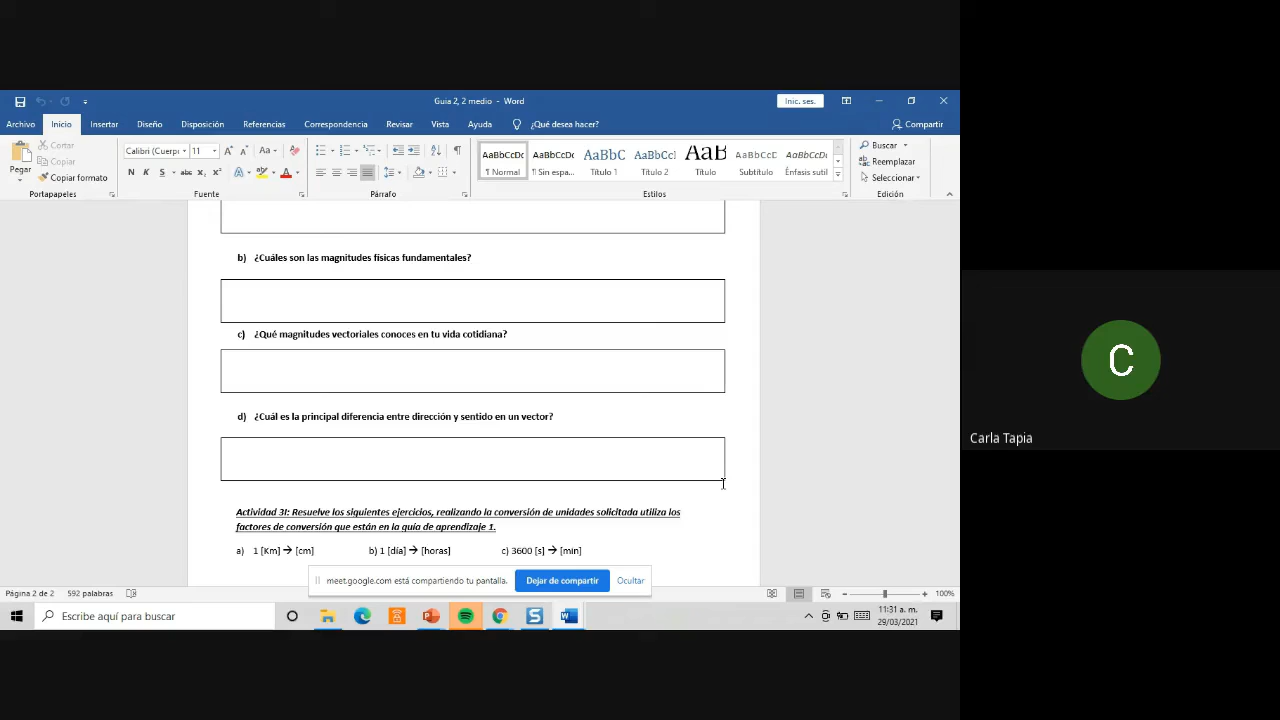 Guia 2, 2 medio - Word
Inic. ses.
Archivo Inicio Insertar Diseño Disposición Referencias Correspondencia Revisar Vista Ayuda ¿Qué desea hacer? Compartir
Pegar
Cortar
Copiar
Copiar formato
Portapapeles
Calibri (Cuerp 11
Fuente
Párrafo
AaBbCcDc AaBbCcDc AaBbC AaBbCcI AaB AaBbCcC AaBbCcDc
¶ Normal ¶ Sin espa... Título 1 Título 2 Título Subtítulo Énfasis sutil
Estilos
Buscar
Reemplazar
Seleccionar
Edición
b) ¿Cuáles son las magnitudes físicas fundamentales?
c) ¿Qué magnitudes vectoriales conoces en tu vida cotidiana?
d) ¿Cuál es la principal diferencia entre dirección y sentido en un vector?
Actividad 3I: Resuelve los siguientes ejercicios, realizando la conversión de unidades solicitada utiliza los
factores de conversión que están en la guía de aprendizaje 1.
a) 1 [Km] → [cm] b) 1 [día] → [horas] c) 3600 [s] → [min]
meet.google.com está compartiendo tu pantalla. Dejar de compartir Ocultar
Página 2 de 2 592 palabras 100%
Escribe aquí para buscar
11:31 a. m.
29/03/2021
C
Carla Tapia